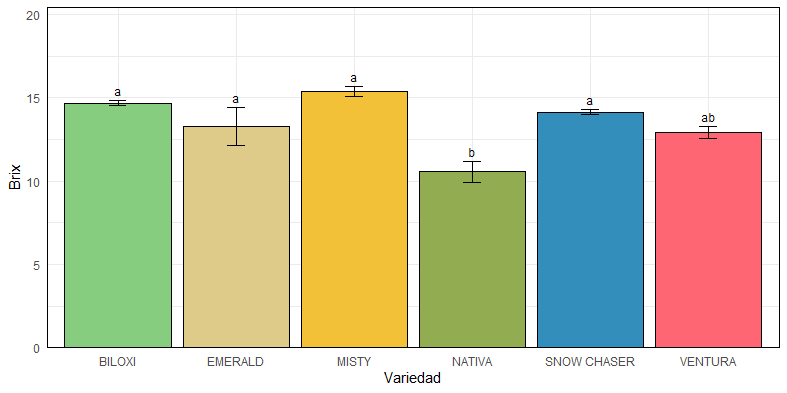 20
15
10
5
0
Brix
a
a
a
b
a
ab
BILOXI
EMERALD
MISTY
NATIVA
SNOW CHASER
VENTURA
Variedad